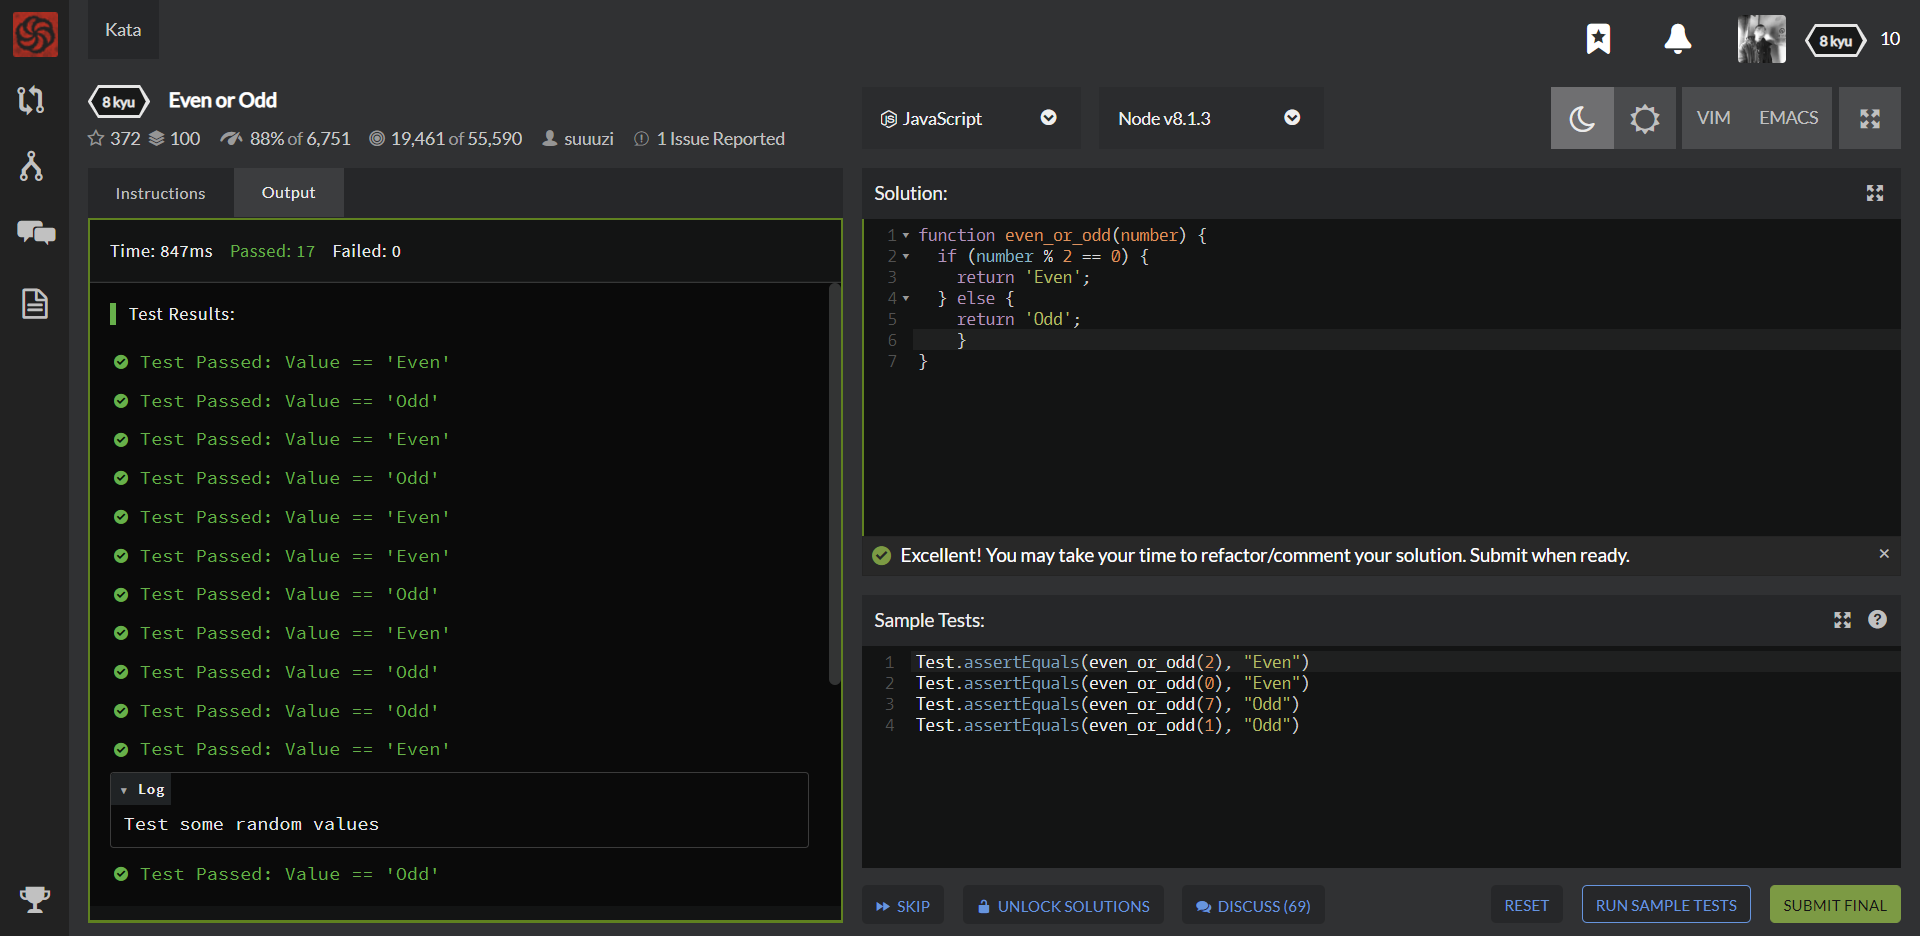 Kata
8 kyu
10
8 kyu
Even or Odd
372 100 88% of 6,751 19,461 of 55,590 suuuzi 1 Issue Reported
JavaScript
Node v8.1.3
VIM
EMACS
Instructions
Output
Time: 847ms Passed: 17 Failed: 0
Test Results:
Test Passed: Value == 'Even'
Test Passed: Value == 'Odd'
Test Passed: Value == 'Even'
Test Passed: Value == 'Odd'
Test Passed: Value == 'Even'
Test Passed: Value == 'Even'
Test Passed: Value == 'Odd'
Test Passed: Value == 'Even'
Test Passed: Value == 'Odd'
Test Passed: Value == 'Odd'
Test Passed: Value == 'Even'
Log
Test some random values
Test Passed: Value == 'Odd'
Solution:
1 function even_or_odd(number) {
2 if (number % 2 == 0) {
3 return 'Even';
4 } else {
5 return 'Odd';
6 }
7 }
Excellent! You may take your time to refactor/comment your solution. Submit when ready.
×
Sample Tests:
?
1 Test.assertEquals(even_or_odd(2), "Even")
2 Test.assertEquals(even_or_odd(0), "Even")
3 Test.assertEquals(even_or_odd(7), "Odd")
4 Test.assertEquals(even_or_odd(1), "Odd")
SKIP
UNLOCK SOLUTIONS
DISCUSS (69)
RESET
RUN SAMPLE TESTS
SUBMIT FINAL